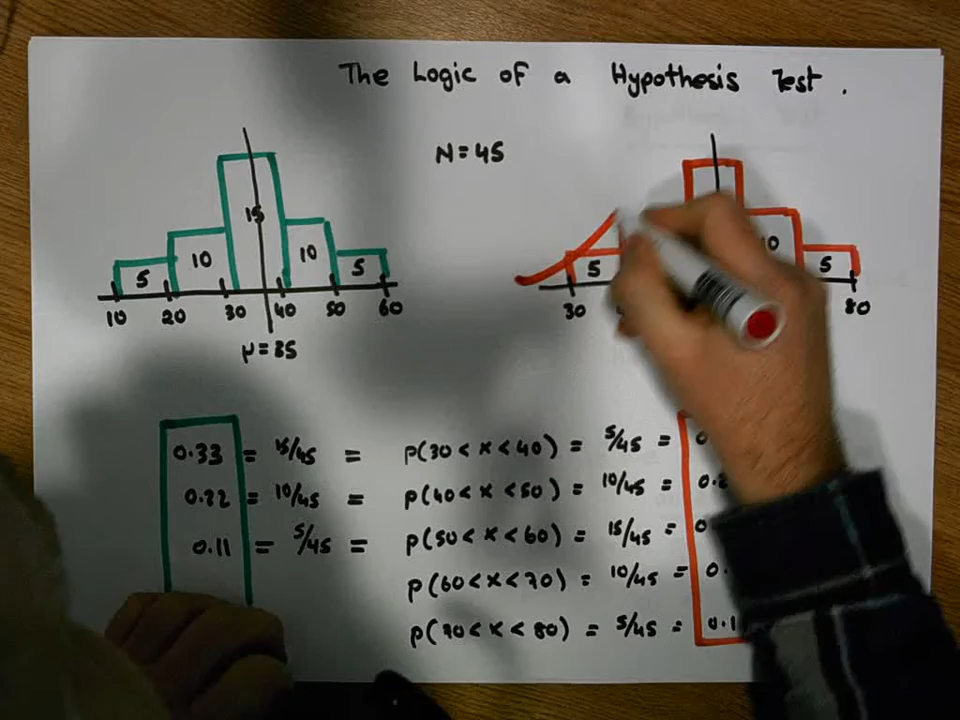 The Logic of a Hypothesis Test.
N=45
5 10 15 10 5
10 20 30 40 50 60
μ=35
5 10 5
30 80
0.33 = 15/45 = P(30<x<40) = 5/45 =
0.22 = 10/45 = P(40<x<50) = 10/45 =
0.11 = 5/45 = P(50<x<60) = 15/45 =
P(60<x<70) = 10/45 =
P(70<x<80) = 5/45 =